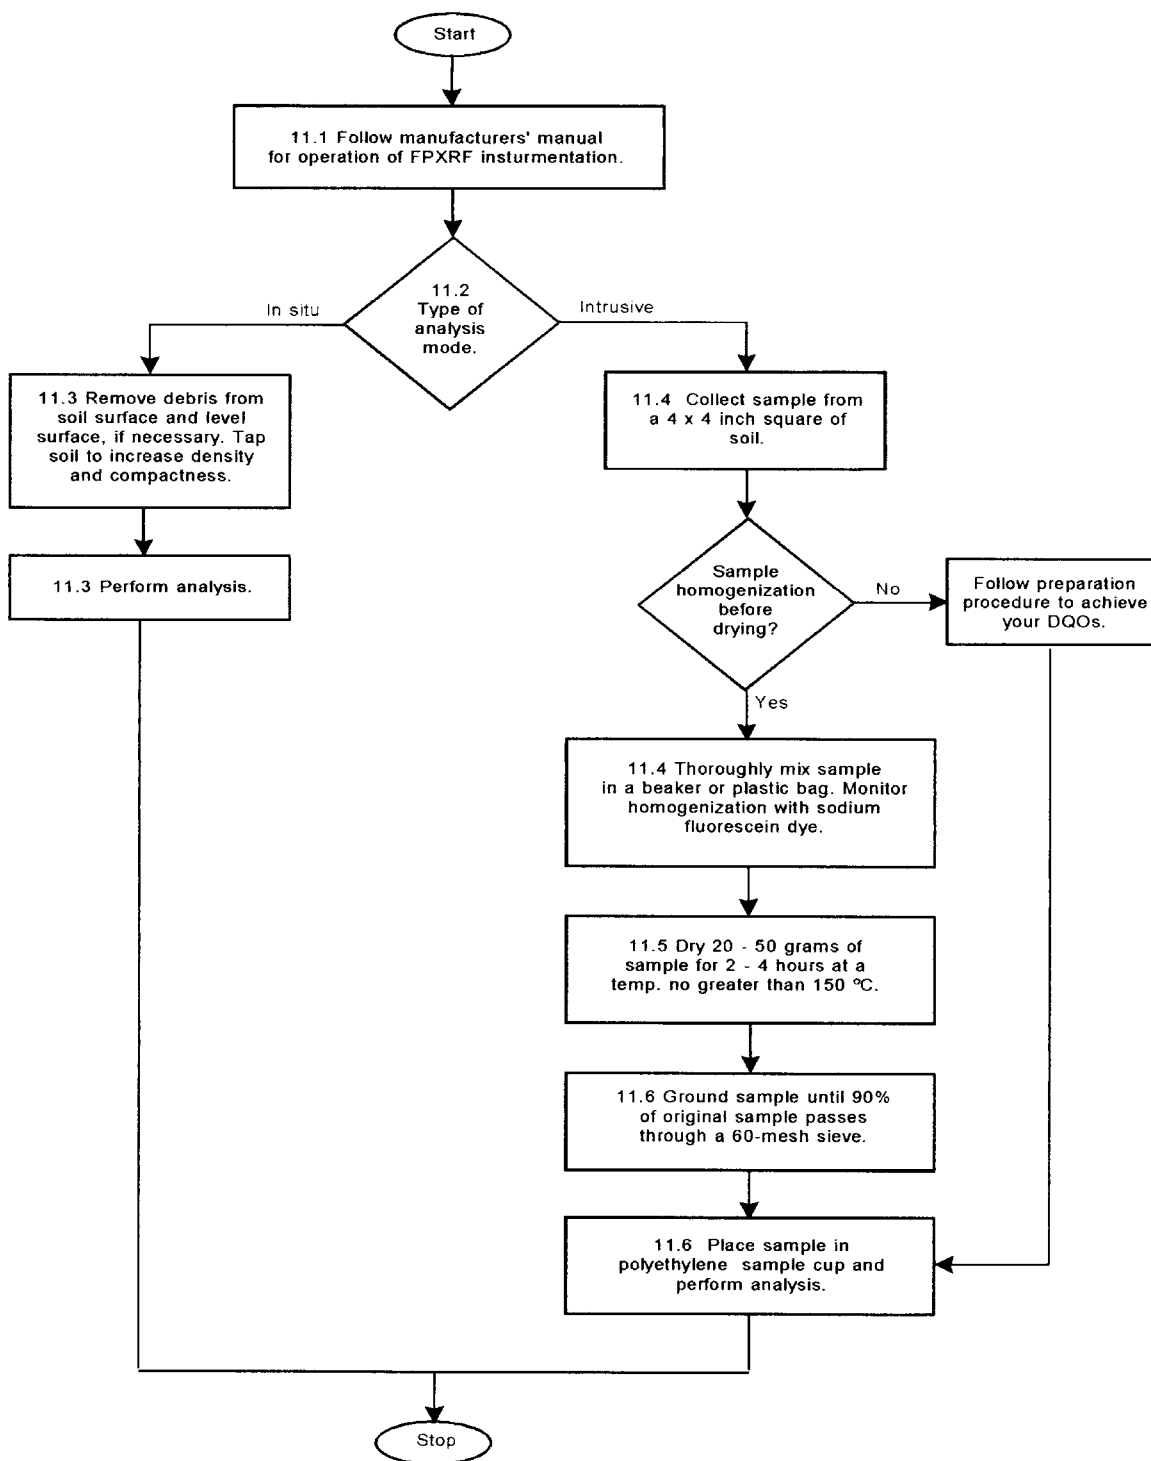 Start
11.1 Follow manufacturers' manual
for operation of FPXRF insturmentation.
11.2
Type of
analysis
mode.
In situ
Intrusive
11.3 Remove debris from
soil surface and level
surface, if necessary. Tap
soil to increase density
and compactness.
11.3 Perform analysis.
11.4 Collect sample from
a 4 x 4 inch square of
soil.
Sample
homogenization
before
drying?
No
Follow preparation
procedure to achieve
your DQOs.
Yes
11.4 Thoroughly mix sample
in a beaker or plastic bag. Monitor
homogenization with sodium
fluorescein dye.
11.5 Dry 20 - 50 grams of
sample for 2 - 4 hours at a
temp. no greater than 150 ºC.
11.6 Ground sample until 90%
of original sample passes
through a 60-mesh sieve.
11.6 Place sample in
polyethylene sample cup and
perform analysis.
Stop